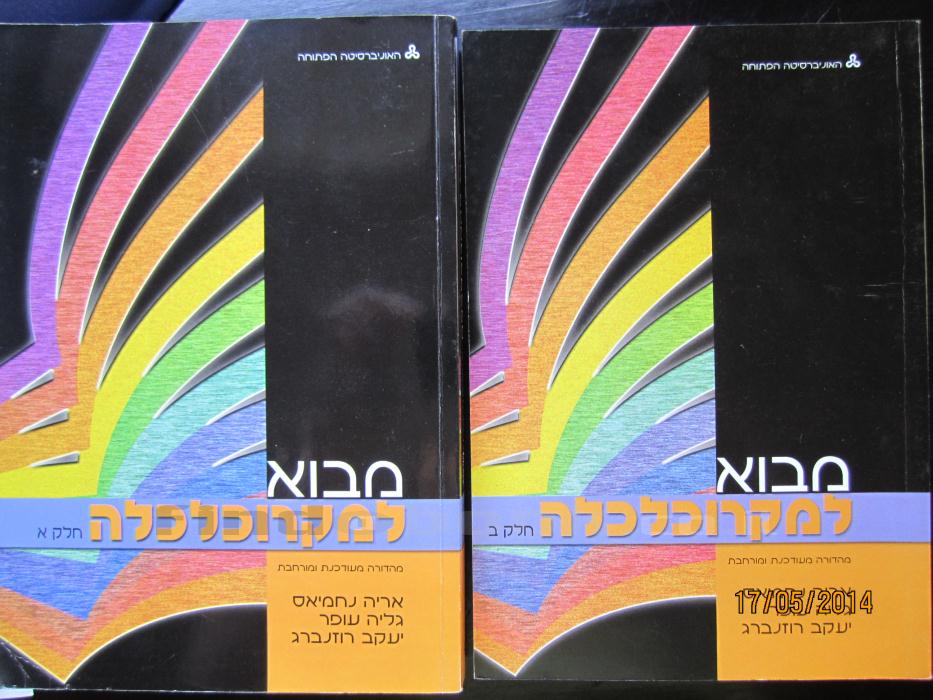 האוניברסיטה הפתוחה
מבוא
למקרוכלכלה
חלק א
מהדורה מעודכנת ומורחבת
אריה נחמיאס
גליה עופר
יעקב רוזנברג
האוניברסיטה הפתוחה
מבוא
למקרוכלכלה
חלק ב
מהדורה מעודכנת ומורחבת
17/05/2014
יעקב רוזנברג